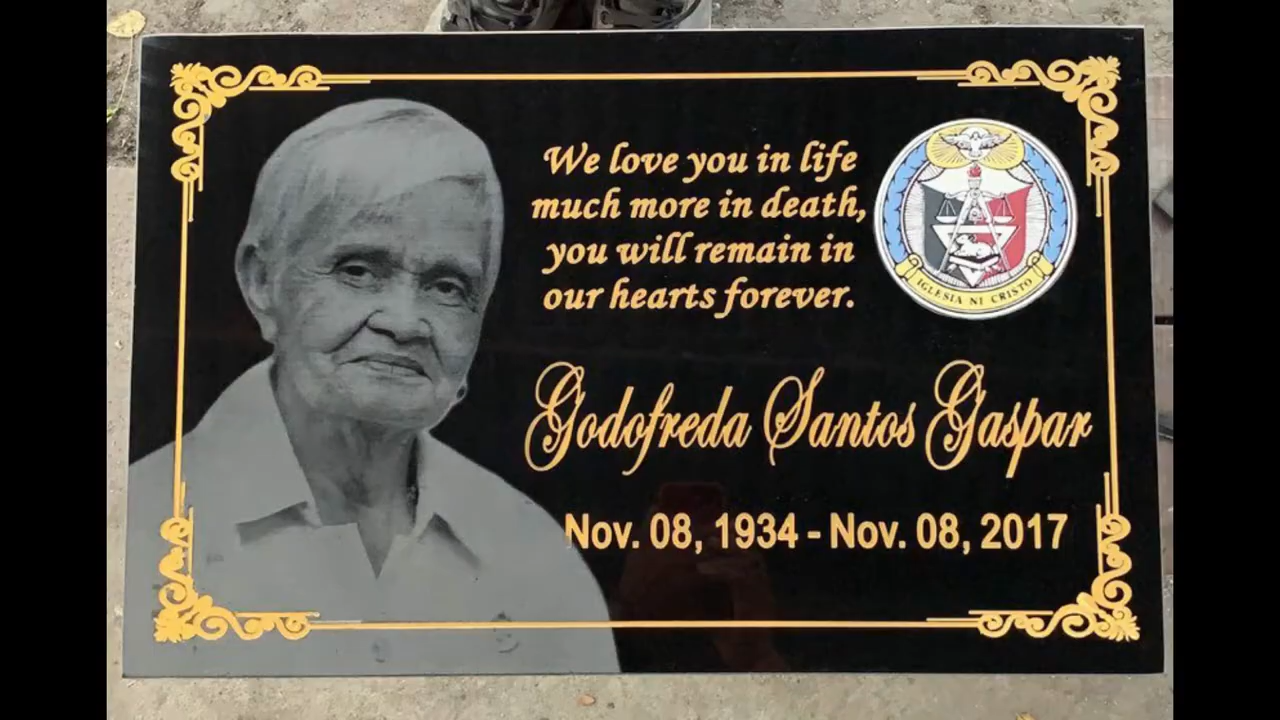 We love you in life
much more in death,
you will remain in
our hearts forever.
IGLESIA NI CRISTO
Godofreda Santos Gaspar
Nov. 08, 1934 - Nov. 08, 2017